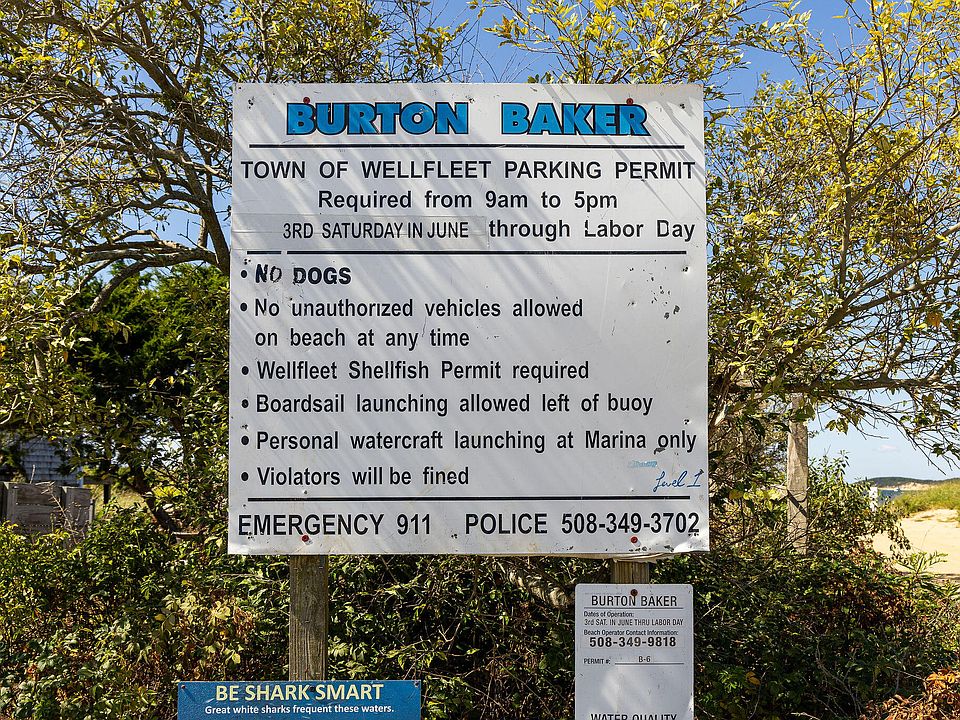 BURTON BAKER
TOWN OF WELLFLEET PARKING PERMIT
Required from 9am to 5pm
3RD SATURDAY IN JUNE through Labor Day
• NO DOGS
• No unauthorized vehicles allowed
on beach at any time
• Wellfleet Shellfish Permit required
• Boardsail launching allowed left of buoy
• Personal watercraft launching at Marina only
• Violators will be fined
Level I
EMERGENCY 911 POLICE 508-349-3702
BURTON BAKER
Dates of Operation:
3rd SAT. IN JUNE THRU LABOR DAY
Beach Operator Contact Information:
508-349-9818
PERMIT #: B-6
WATER QUALITY
BE SHARK SMART
Great white sharks frequent these waters.